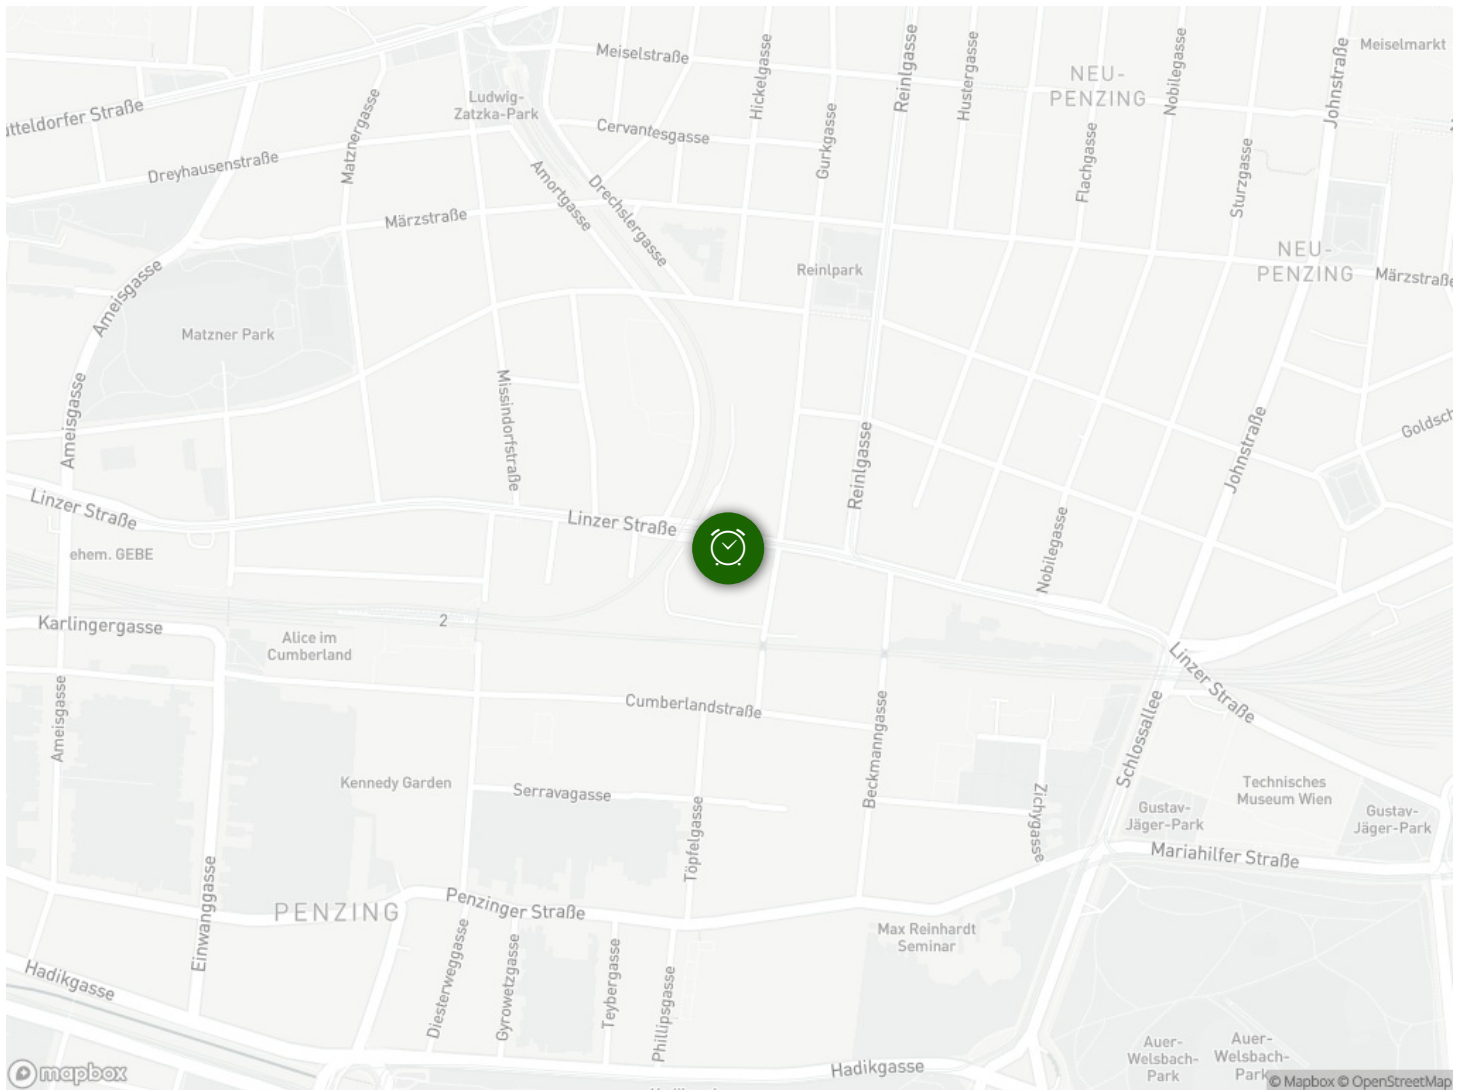 Meiselstraße
Hickelgasse
Reinlgasse
Hustergasse
NEU-
PENZING
Nobilegasse
Johnstraße
Meiselmarkt
Ludwig-
Zatzka-Park
utteldorfer Straße
Matznergasse
Cervantesgasse
Gurkgasse
Flachgasse
Sturzgasse
Dreyhausenstraße
Amortgasse
Drechslergasse
Märzstraße
Reinlpark
NEU-
PENZING
Märzstraße
Ameisgasse
Matzner Park
Ameisgasse
Missindorfstraße
Reinlgasse
Johnstraße
Goldsch
Linzer Straße
Linzer Straße
Nobilegasse
ehem. GEBE
Karlingergasse
2
Alice im
Cumberland
Linzer Straße
Ameisgasse
Cumberlandstraße
Beckmanngasse
Schlossallee
Kennedy Garden
Serravagasse
Töpfelgasse
Zichygasse
Technisches
Museum Wien
Gustav-
Jäger-Park
Gustav-
Jäger-Park
Mariahilfer Straße
Einwanggasse
PENZING
Penzinger Straße
Max Reinhardt
Seminar
Hadikgasse
Diesterweggasse
Gyrowetzgasse
Teybergasse
Phillipsgasse
Hadikgasse
Auer-
Welsbach-
Park
Auer-
Welsbach-
Park
mapbox
© Mapbox © OpenStreetMap